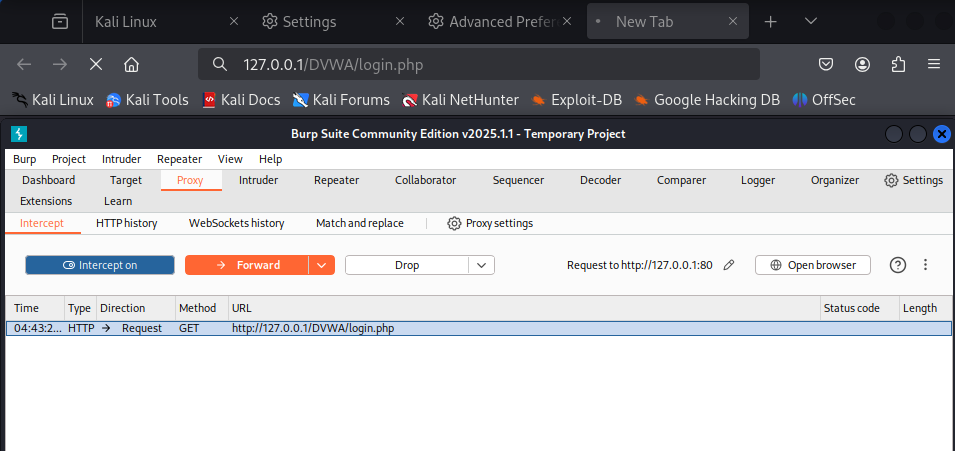 Kali Linux Settings Advanced Prefer New Tab
127.0.0.1/DVWA/login.php
Kali Linux Kali Tools Kali Docs Kali Forums Kali NetHunter Exploit-DB Google Hacking DB OffSec
Burp Suite Community Edition v2025.1.1 - Temporary Project
Burp Project Intruder Repeater View Help
Dashboard Target Proxy Intruder Repeater Collaborator Sequencer Decoder Comparer Logger Organizer Settings
Extensions Learn
Intercept HTTP history WebSockets history Match and replace Proxy settings
Intercept on Forward Drop Request to http://127.0.0.1:80 Open browser
Time Type Direction Method URL Status code Length
04:43:2... HTTP Request GET http://127.0.0.1/DVWA/login.php